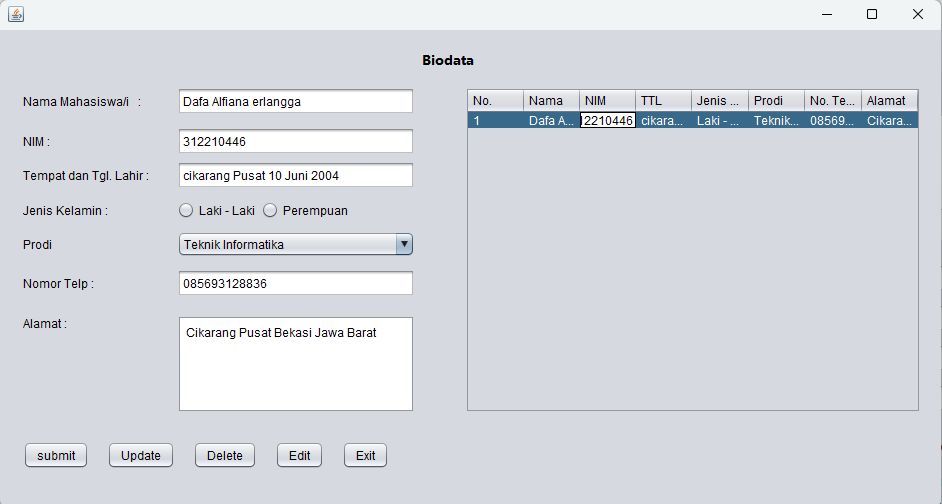 Biodata
Nama Mahasiswa/i :
Dafa Alfiana erlangga
NIM :
312210446
Tempat dan Tgl. Lahir :
cikarang Pusat 10 Juni 2004
Jenis Kelamin :
Laki - Laki
Perempuan
Prodi
Teknik Informatika
Nomor Telp :
085693128836
Alamat :
Cikarang Pusat Bekasi Jawa Barat
submit
Update
Delete
Edit
Exit
No. Nama NIM TTL Jenis ... Prodi No. Te... Alamat
1 Dafa A... 12210446 cikara... Laki - ... Teknik... 08569... Cikara...